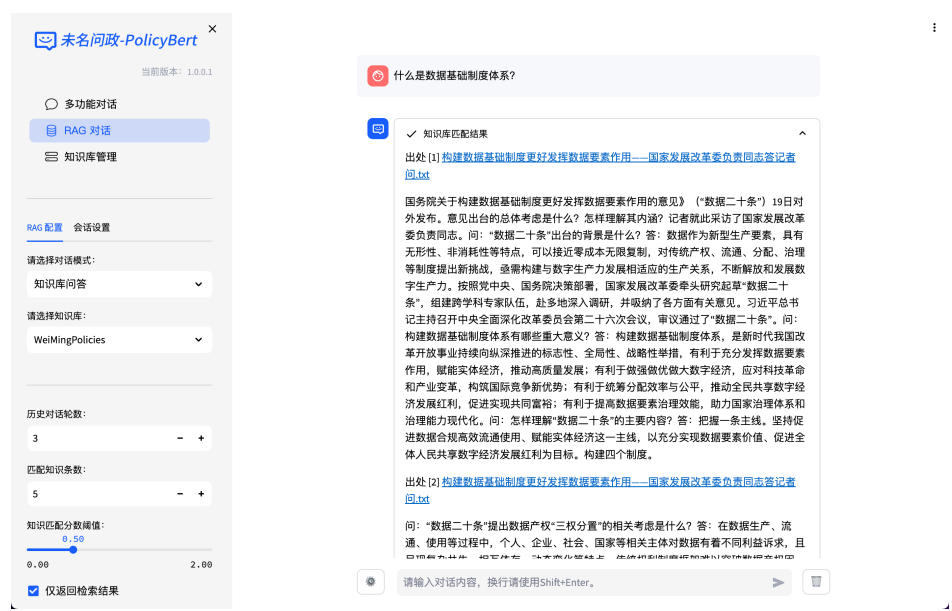 未名问政-PolicyBert
当前版本：1.0.0.1
多功能对话
RAG 对话
知识库管理
RAG 配置 会话设置
请选择对话模式：
知识库问答
请选择知识库：
WeiMingPolicies
历史对话轮数：
3
匹配知识条数：
5
知识匹配分数阈值：
0.50
0.00 2.00
仅返回检索结果
什么是数据基础制度体系？
知识库匹配结果
出处 [1] 构建数据基础制度更好发挥数据要素作用——国家发展改革委负责同志答记者
问.txt
国务院关于构建数据基础制度更好发挥数据要素作用的意见》（“数据二十条”）19日对
外发布。意见出台的总体考虑是什么？怎样理解其内涵？记者就此采访了国家发展改革
委负责同志。问：“数据二十条”出台的背景是什么？答：数据作为新型生产要素，具有
无形性、非消耗性等特点，可以接近零成本无限复制，对传统产权、流通、分配、治理
等制度提出新挑战，亟需构建与数字生产力发展相适应的生产关系，不断解放和发展数
字生产力。按照党中央、国务院决策部署，国家发展改革委牵头研究起草“数据二十
条”，组建跨学科专家队伍，赴多地深入调研，并吸纳了各方面有关意见。习近平总书
记主持召开中央全面深化改革委员会第二十六次会议，审议通过了“数据二十条”。问：
构建数据基础制度体系有哪些重大意义？答：构建数据基础制度体系，是新时代我国改
革开放事业持续向纵深推进的标志性、全局性、战略性举措，有利于充分发挥数据要素
作用，赋能实体经济，推动高质量发展；有利于做强做优做大数字经济，应对科技革命
和产业变革，构筑国际竞争新优势；有利于统筹分配效率与公平，推动全民共享数字经
济发展红利，促进实现共同富裕；有利于提高数据要素治理效能，助力国家治理体系和
治理能力现代化。问：怎样理解“数据二十条”的主要内容？答：把握一条主线。坚持促
进数据合规高效流通使用、赋能实体经济这一主线，以充分实现数据要素价值、促进全
体人民共享数字经济发展红利为目标。构建四个制度。
出处 [2] 构建数据基础制度更好发挥数据要素作用——国家发展改革委负责同志答记者
问.txt
问：“数据二十条”提出数据产权“三权分置”的相关考虑是什么？答：在数据生产、流
通、使用等过程中，个人、企业、社会、国家等相关主体对数据有着不同利益诉求，且
呈现复杂共生、相互依存、动态变化等特点，传统权利制度框架难以突破数据产权困
请输入对话内容，换行请使用Shift+Enter。